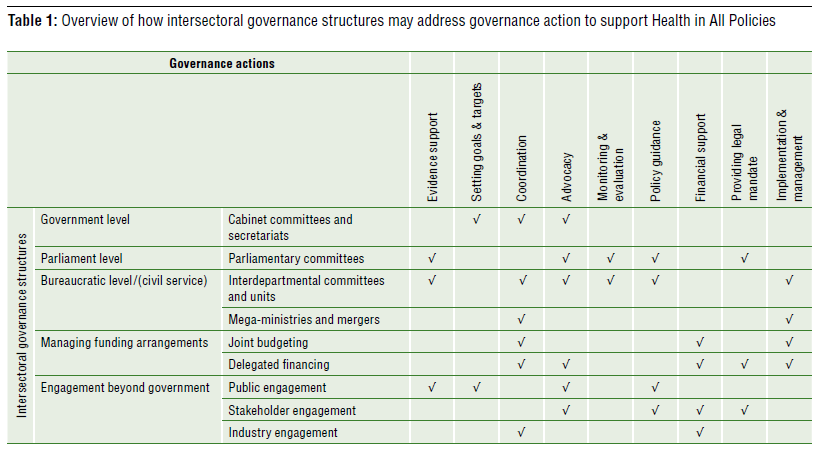 Table 1: Overview of how intersectoral governance structures may address governance action to support Health in All Policies
Governance actions
Evidence support
Setting goals & targets
Coordination
Advocacy
Monitoring &
evaluation
Policy guidance
Financial support
Providing legal
mandate
Implementation &
management
Intersectoral governance structures
Government level Cabinet committees and √ √ √
secretariats
Parliament level Parliamentary committees √ √ √ √ √
Bureaucratic level/(civil service) Interdepartmental committees √ √ √ √ √ √
and units
Mega-ministries and mergers √ √
Managing funding arrangements Joint budgeting √ √ √
Delegated financing √ √ √ √ √
Engagement beyond government Public engagement √ √ √ √
Stakeholder engagement √ √ √ √
Industry engagement √ √